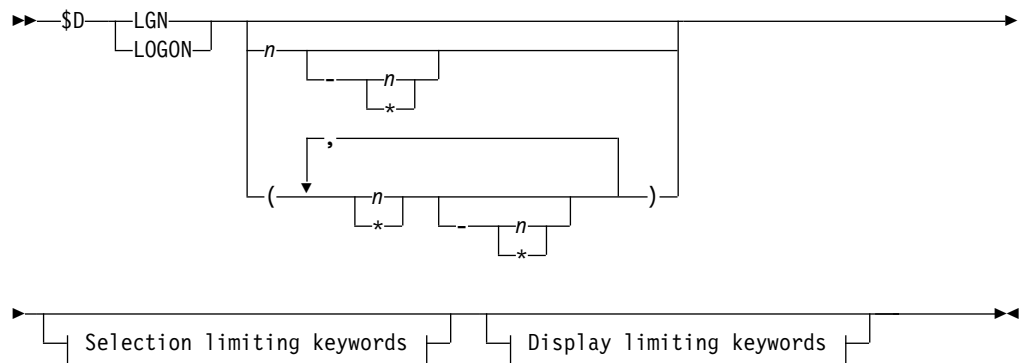 $D LGN
LOGON
n
- n
*
,
( n )
* - n
*
Selection limiting keywords Display limiting keywords